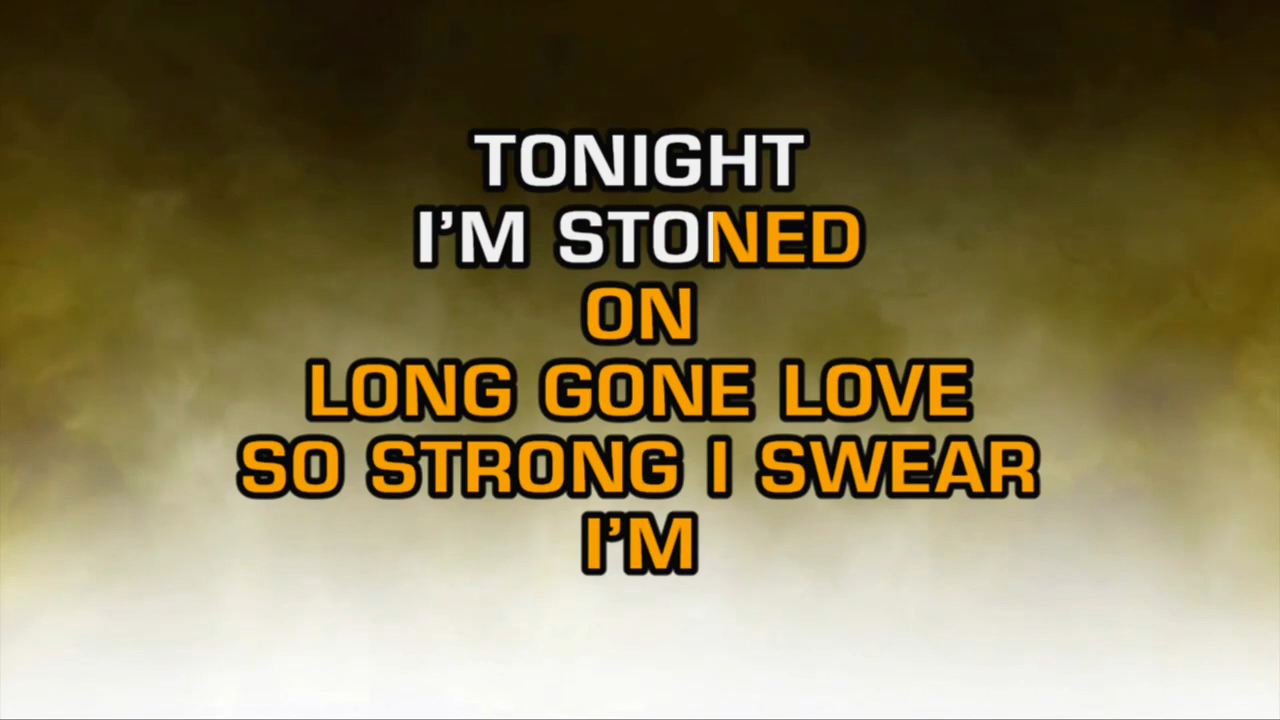 TONIGHT
I'M STONED
ON
LONG GONE LOVE
SO STRONG I SWEAR
I'M